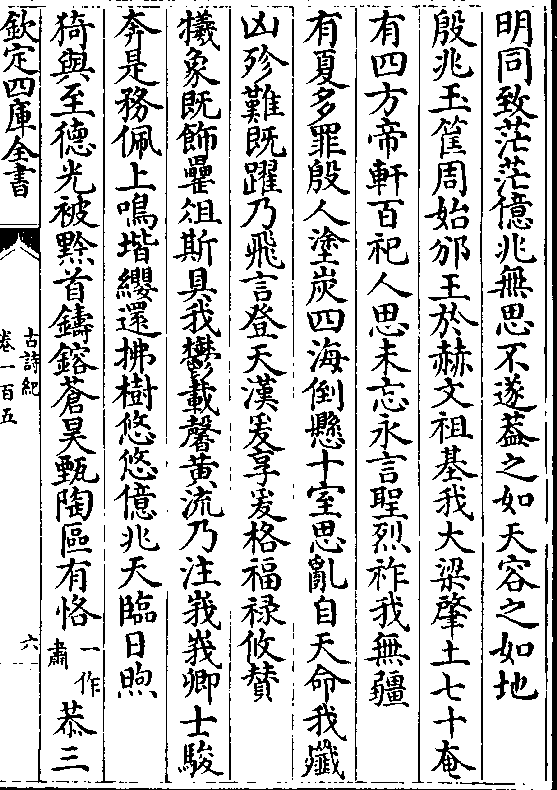 明同致茫茫億兆無思不遂蓋之如天容之如地
殷兆玉筐周始邠王於赫文祖基我大梁肇土七十奄
有四方帝軒百祀人思未忘永言聖烈祚我無疆
有夏多罪殷人塗炭四海倒懸十室思亂自天命我殲
凶殄難既躍乃飛言登天漢爰享爰格福祿攸贊
犧象既飾罍俎斯具我鬱載馨黄流乃注峩峩卿士駿
奔是務佩上鳴堦纓還拂樹悠悠億兆天臨日煦
猗與至德光被黔首鑄鎔蒼昊甄陶區有恪一作肅恭三
欽定四庫全書
古詩紀
卷一百五
六